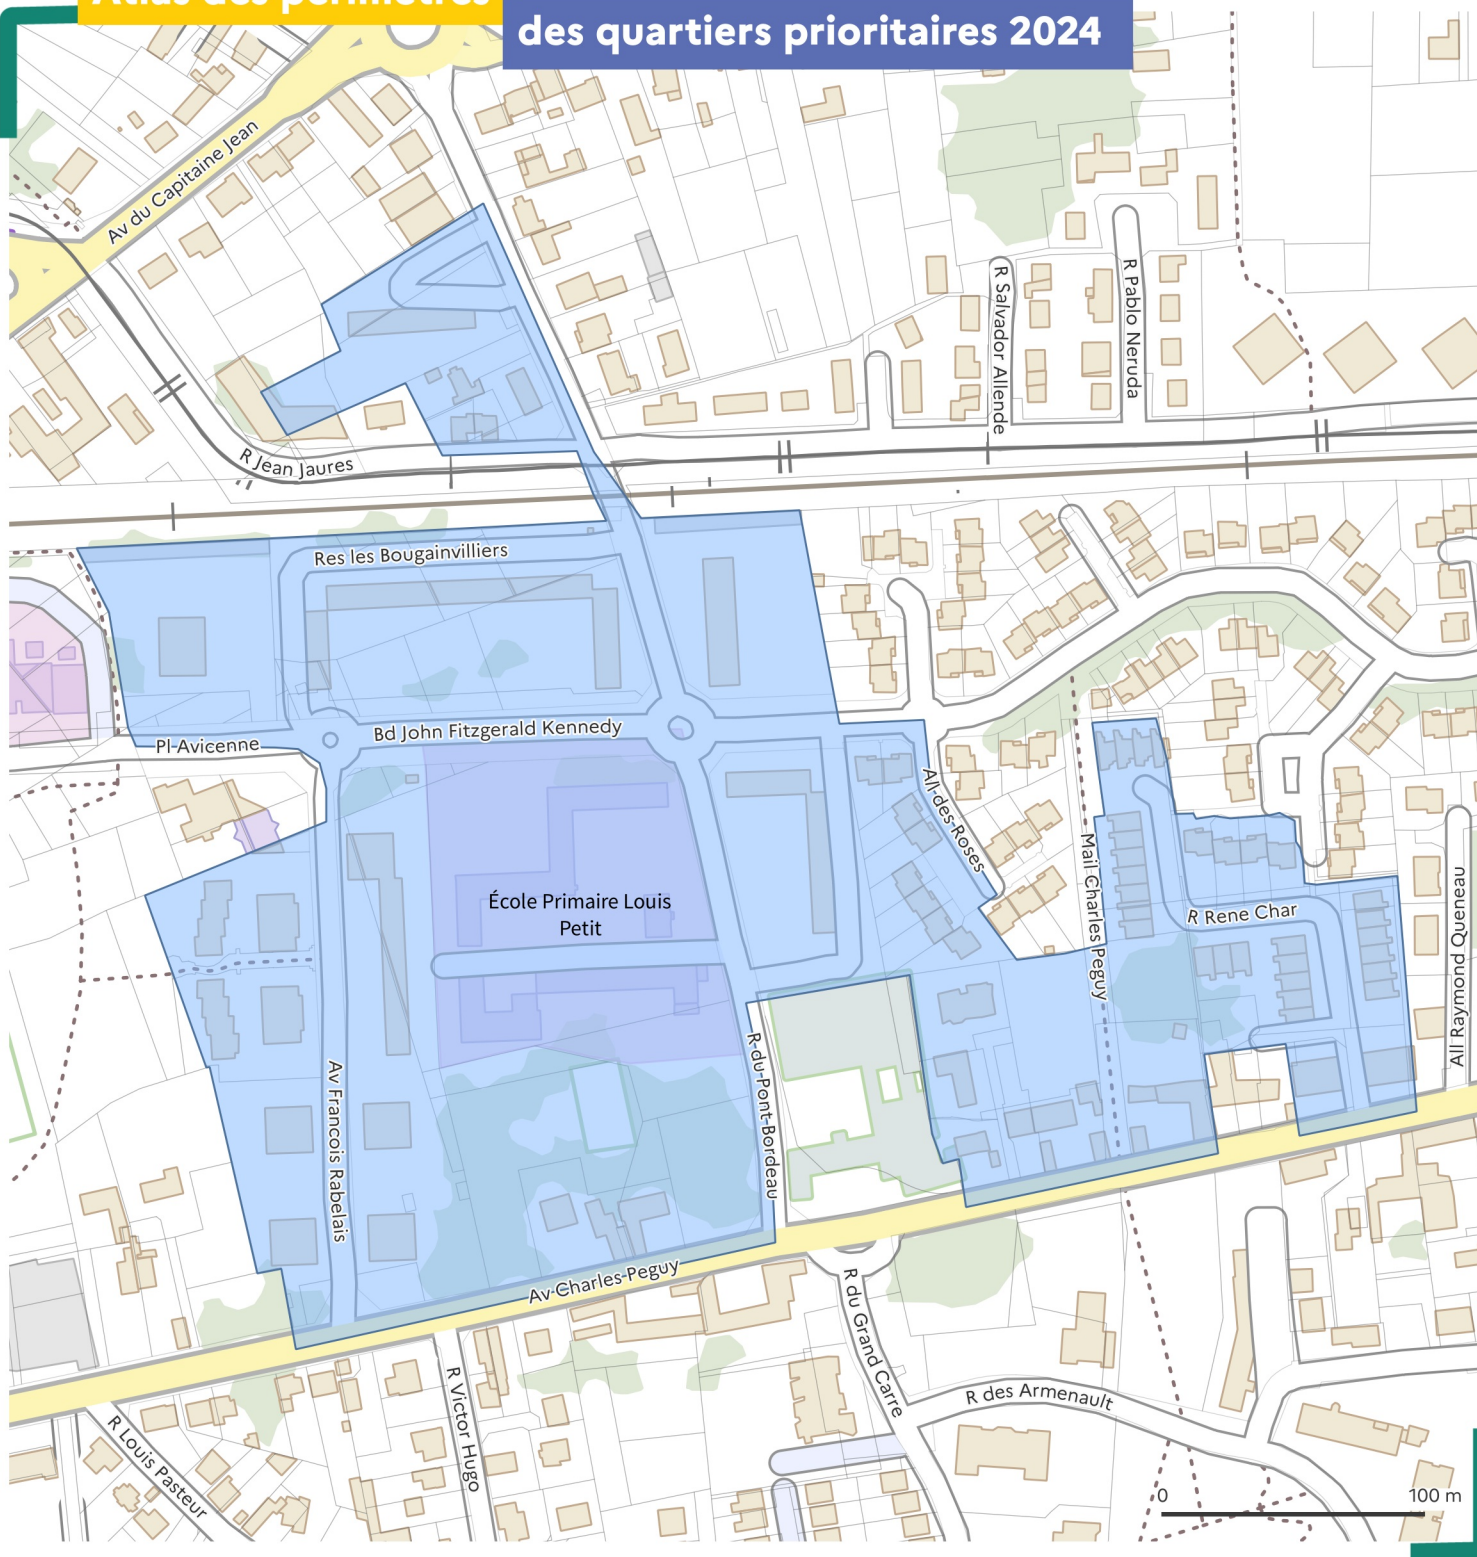 Atlas des périmètres
des quartiers prioritaires 2024
Av du Capitaine Jean
R Salvador Allende
R Pablo Neruda
R Jean Jaures
Res les Bougainvilliers
Bd John Fitzgerald Kennedy
Pl Avicenne
All des Roses
Mail Charles Peguy
R Rene Char
All Raymond Queneau
École Primaire Louis
Petit
Av Francois Rabelais
R du Pont Bordeau
Av Charles Peguy
R du Grand Carre
R des Armenault
R Victor Hugo
R Louis Pasteur
0
100 m